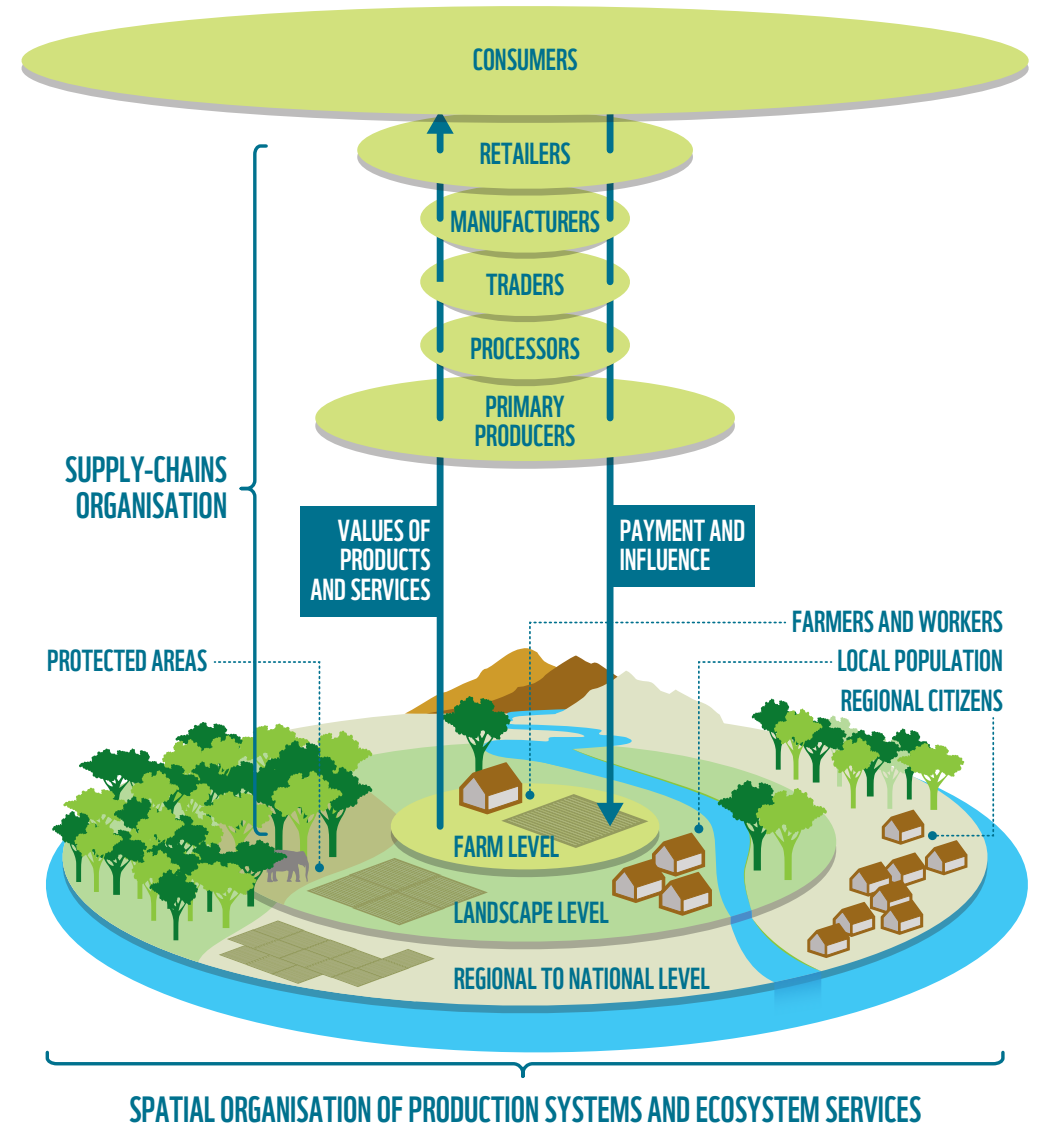 CONSUMERS
RETAILERS
MANUFACTURERS
TRADERS
PROCESSORS
PRIMARY
PRODUCERS
SUPPLY-CHAINS
ORGANISATION
VALUES OF
PRODUCTS
AND SERVICES
PAYMENT AND
INFLUENCE
FARMERS AND WORKERS
PROTECTED AREAS
LOCAL POPULATION
REGIONAL CITIZENS
FARM LEVEL
LANDSCAPE LEVEL
REGIONAL TO NATIONAL LEVEL
SPATIAL ORGANISATION OF PRODUCTION SYSTEMS AND ECOSYSTEM SERVICES